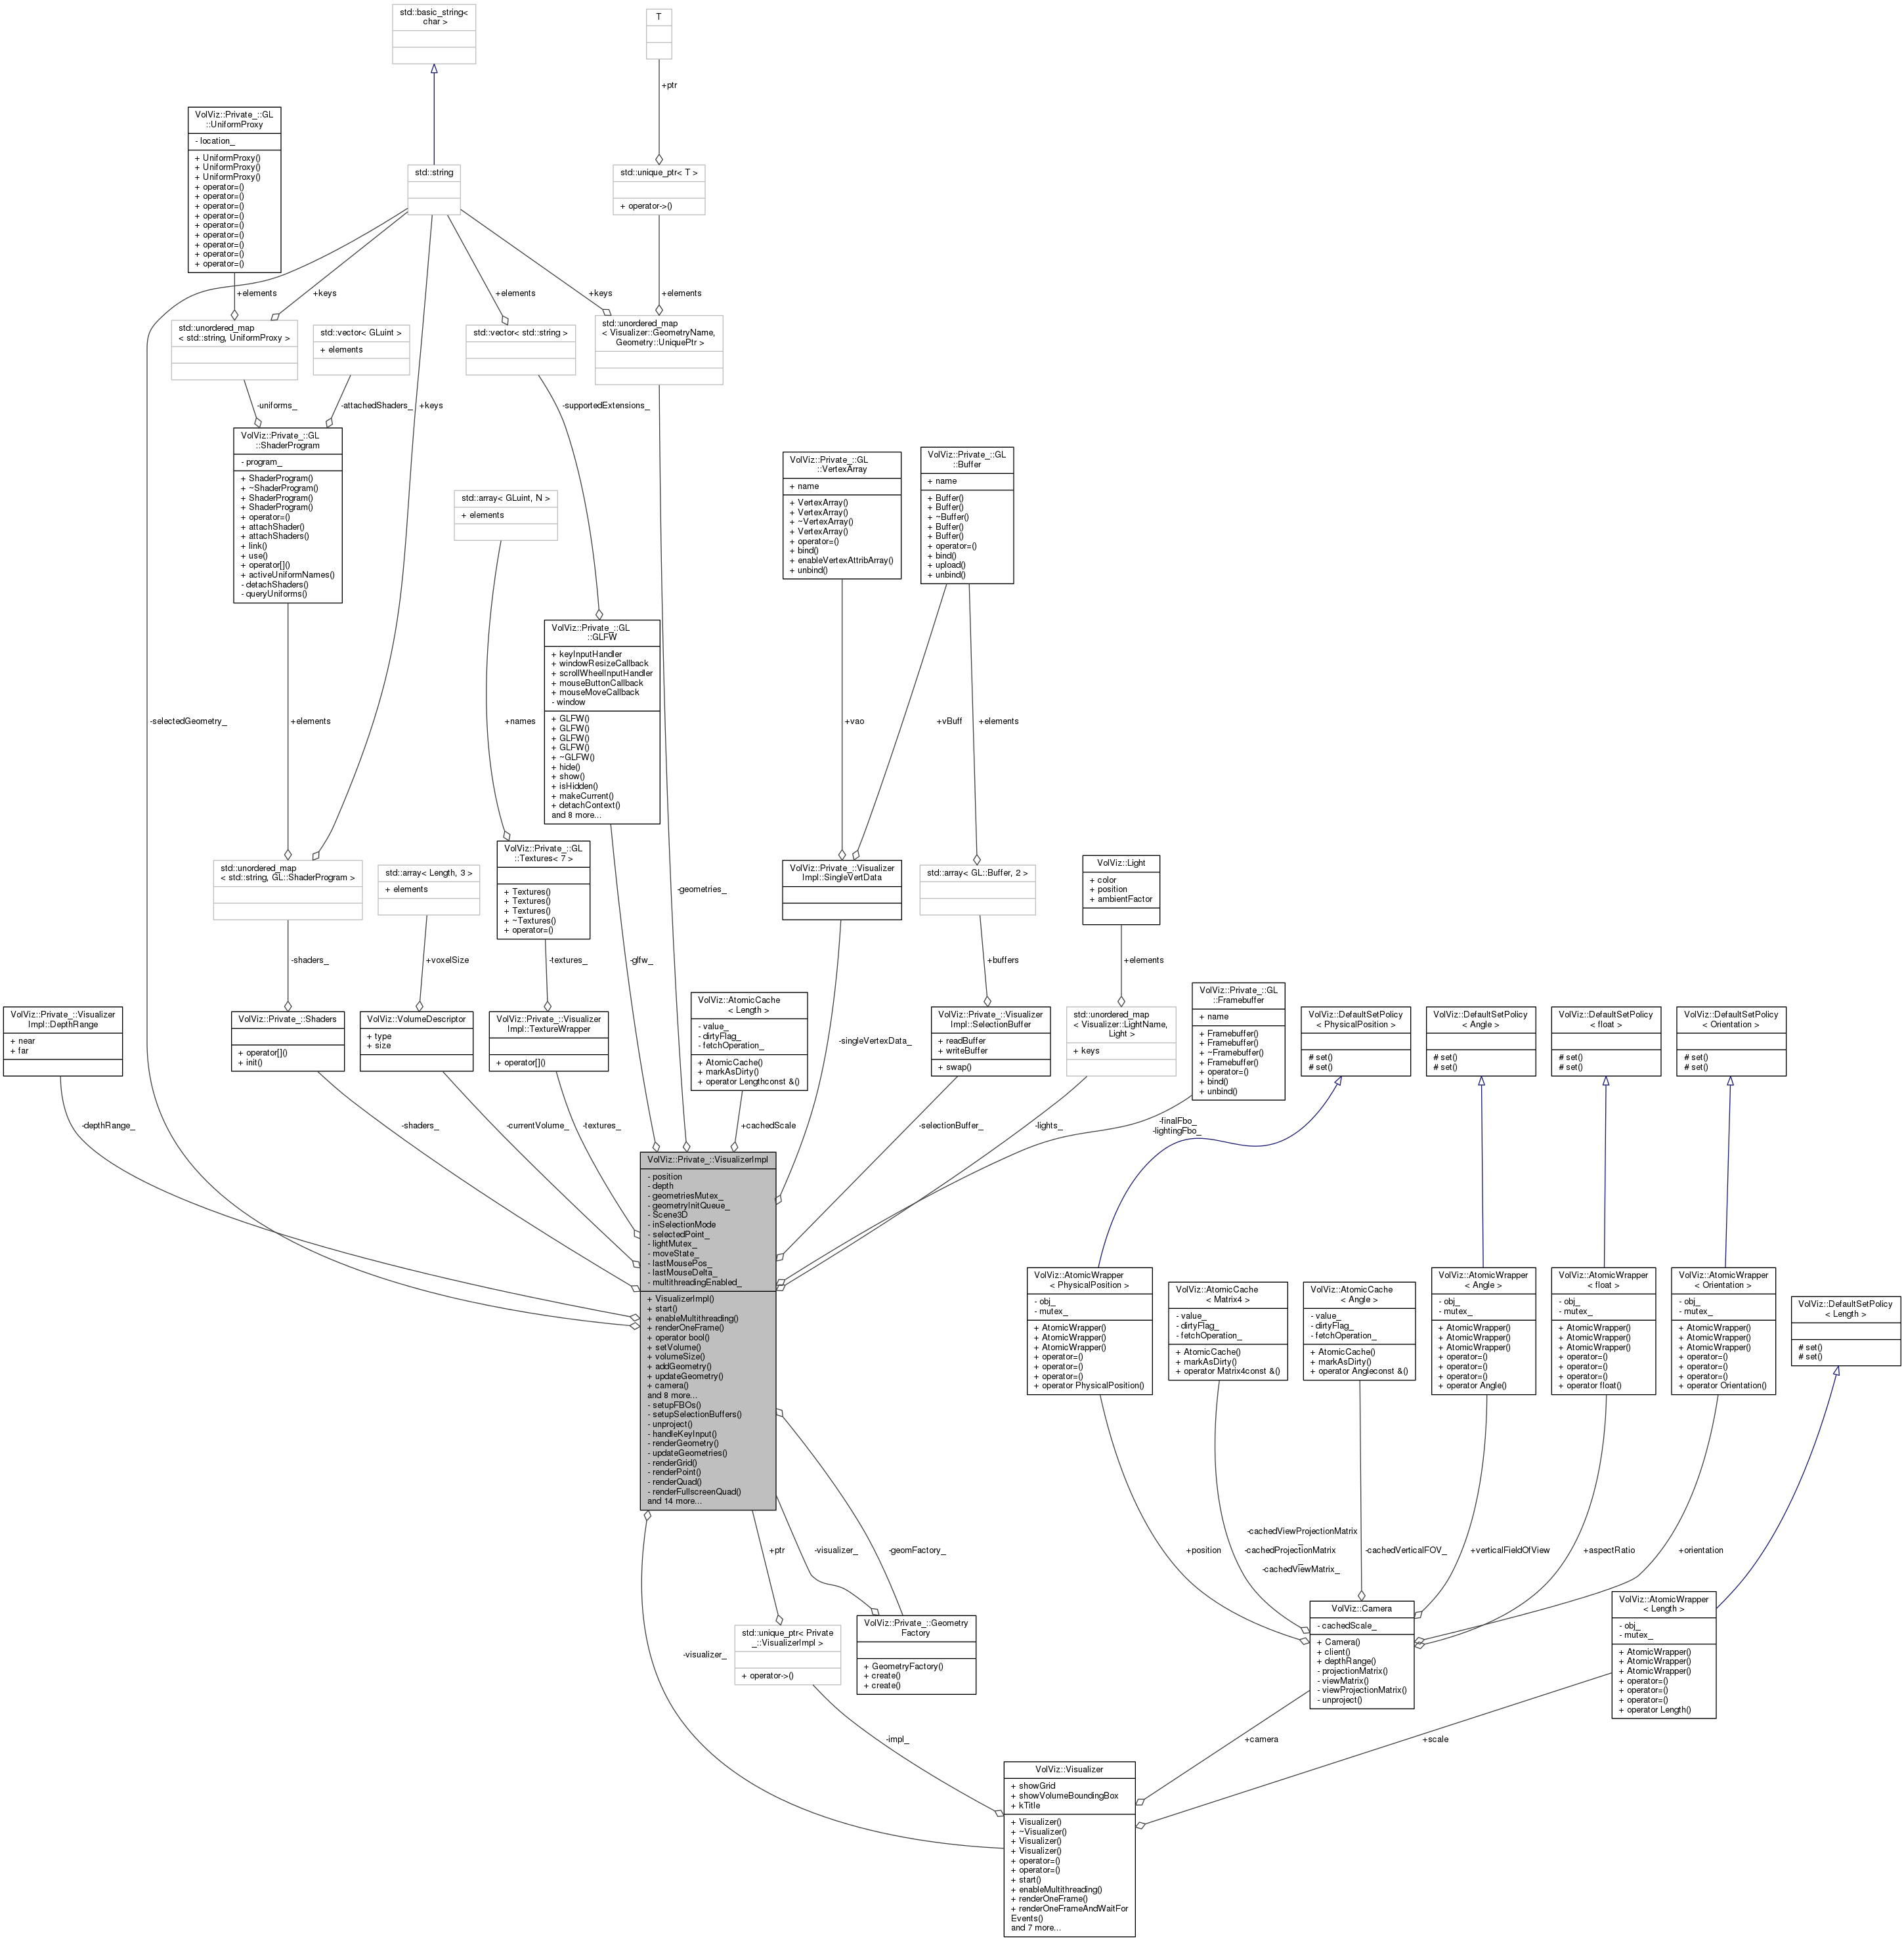 std::basic_string<
char >
T
+ptr
VolViz::Private_::GL
::UniformProxy
- location_
+ UniformProxy()
+ UniformProxy()
+ UniformProxy()
+ operator=()
+ operator=()
+ operator=()
+ operator=()
+ operator=()
+ operator=()
+ operator=()
+ operator=()
+ operator=()
std::string
std::unique_ptr< T >
+ operator->()
+elements
+keys
+elements
+keys
+elements
std::unordered_map
< std::string, UniformProxy >
std::vector< GLuint >
+ elements
std::vector< std::string >
std::unordered_map
< Visualizer::GeometryName,
Geometry::UniquePtr >
-uniforms_
-attachedShaders_
+keys
-supportedExtensions_
VolViz::Private_::GL
::ShaderProgram
- program_
+ ShaderProgram()
+ ~ShaderProgram()
+ ShaderProgram()
+ ShaderProgram()
+ operator=()
+ attachShader()
+ attachShaders()
+ link()
+ use()
+ operator[]()
+ activeUniformNames()
- detachShaders()
- queryUniforms()
std::array< GLuint, N >
+ elements
VolViz::Private_::GL
::VertexArray
+ name
+ VertexArray()
+ VertexArray()
+ ~VertexArray()
+ VertexArray()
+ operator=()
+ bind()
+ enableVertexAttribArray()
+ unbind()
VolViz::Private_::GL
::Buffer
+ name
+ Buffer()
+ Buffer()
+ ~Buffer()
+ Buffer()
+ Buffer()
+ operator=()
+ bind()
+ upload()
+ unbind()
VolViz::Private_::GL
::GLFW
+ keyInputHandler
+ windowResizeCallback
+ scrollWheelInputHandler
+ mouseButtonCallback
+ mouseMoveCallback
- window
+ GLFW()
+ GLFW()
+ GLFW()
+ GLFW()
+ ~GLFW()
+ hide()
+ show()
+ isHidden()
+ makeCurrent()
+ detachContext()
and 8 more...
-selectedGeometry_
+elements
+names
+vao
+vBuff
+elements
std::unordered_map
< std::string, GL::ShaderProgram >
std::array< Length, 3 >
+ elements
VolViz::Private_::GL
::Textures< 7 >
+ Textures()
+ Textures()
+ Textures()
+ ~Textures()
+ operator=()
-geometries_
VolViz::Private_::Visualizer
Impl::SingleVertData
std::array< GL::Buffer, 2 >
VolViz::Light
+ color
+ position
+ ambientFactor
-shaders_
+voxelSize
-textures_
-glfw_
+buffers
+elements
VolViz::Private_::Visualizer
Impl::DepthRange
+ near
+ far
VolViz::Private_::Shaders
+ operator[]()
+ init()
VolViz::VolumeDescriptor
+ type
+ size
VolViz::Private_::Visualizer
Impl::TextureWrapper
+ operator[]()
VolViz::AtomicCache
< Length >
- value_
- dirtyFlag_
- fetchOperation_
+ AtomicCache()
+ markAsDirty()
+ operator Lengthconst &()
-singleVertexData_
VolViz::Private_::Visualizer
Impl::SelectionBuffer
+ readBuffer
+ writeBuffer
+ swap()
std::unordered_map
< Visualizer::LightName,
Light >
+ keys
VolViz::Private_::GL
::Framebuffer
+ name
+ Framebuffer()
+ Framebuffer()
+ ~Framebuffer()
+ Framebuffer()
+ operator=()
+ bind()
+ unbind()
VolViz::DefaultSetPolicy
< PhysicalPosition >
# set()
# set()
VolViz::DefaultSetPolicy
< Angle >
# set()
# set()
VolViz::DefaultSetPolicy
< float >
# set()
# set()
VolViz::DefaultSetPolicy
< Orientation >
# set()
# set()
-depthRange_
-shaders_
-currentVolume_
-textures_
+cachedScale
-selectionBuffer_
-lights_
-finalFbo_
-lightingFbo_
VolViz::Private_::VisualizerImpl
- position
- depth
- geometriesMutex_
- geometryInitQueue_
- Scene3D
- inSelectionMode
- selectedPoint_
- lightMutex_
- moveState_
- lastMousePos_
- lastMouseDelta_
- multithreadingEnabled_
+ VisualizerImpl()
+ start()
+ enableMultithreading()
+ renderOneFrame()
+ operator bool()
+ setVolume()
+ volumeSize()
+ addGeometry()
+ updateGeometry()
+ camera()
and 8 more...
- setupFBOs()
- setupSelectionBuffers()
- unproject()
- handleKeyInput()
- renderGeometry()
- updateGeometries()
- renderGrid()
- renderPoint()
- renderQuad()
- renderFullscreenQuad()
and 14 more...
VolViz::AtomicWrapper
< PhysicalPosition >
- obj_
- mutex_
+ AtomicWrapper()
+ AtomicWrapper()
+ AtomicWrapper()
+ operator=()
+ operator=()
+ operator=()
+ operator PhysicalPosition()
VolViz::AtomicCache
< Matrix4 >
- value_
- dirtyFlag_
- fetchOperation_
+ AtomicCache()
+ markAsDirty()
+ operator Matrix4const &()
VolViz::AtomicCache
< Angle >
- value_
- dirtyFlag_
- fetchOperation_
+ AtomicCache()
+ markAsDirty()
+ operator Angleconst &()
VolViz::AtomicWrapper
< Angle >
- obj_
- mutex_
+ AtomicWrapper()
+ AtomicWrapper()
+ AtomicWrapper()
+ operator=()
+ operator=()
+ operator=()
+ operator Angle()
VolViz::AtomicWrapper
< float >
- obj_
- mutex_
+ AtomicWrapper()
+ AtomicWrapper()
+ AtomicWrapper()
+ operator=()
+ operator=()
+ operator=()
+ operator float()
VolViz::AtomicWrapper
< Orientation >
- obj_
- mutex_
+ AtomicWrapper()
+ AtomicWrapper()
+ AtomicWrapper()
+ operator=()
+ operator=()
+ operator=()
+ operator Orientation()
VolViz::DefaultSetPolicy
< Length >
# set()
# set()
+ptr
-visualizer_
-geomFactory_
+position
-cachedViewProjectionMatrix
_
-cachedProjectionMatrix
_
-cachedViewMatrix_
-cachedVerticalFOV_
+verticalFieldOfView
+aspectRatio
+orientation
-visualizer_
std::unique_ptr< Private
_::VisualizerImpl >
+ operator->()
VolViz::Private_::Geometry
Factory
+ GeometryFactory()
+ create()
+ create()
VolViz::Camera
- cachedScale_
+ Camera()
+ client()
+ depthRange()
- projectionMatrix()
- viewMatrix()
- viewProjectionMatrix()
- unproject()
VolViz::AtomicWrapper
< Length >
- obj_
- mutex_
+ AtomicWrapper()
+ AtomicWrapper()
+ AtomicWrapper()
+ operator=()
+ operator=()
+ operator=()
+ operator Length()
-impl_
+camera
+scale
VolViz::Visualizer
+ showGrid
+ showVolumeBoundingBox
+ kTitle
+ Visualizer()
+ ~Visualizer()
+ Visualizer()
+ Visualizer()
+ operator=()
+ operator=()
+ start()
+ enableMultithreading()
+ renderOneFrame()
+ renderOneFrameAndWaitFor
Events()
and 7 more...